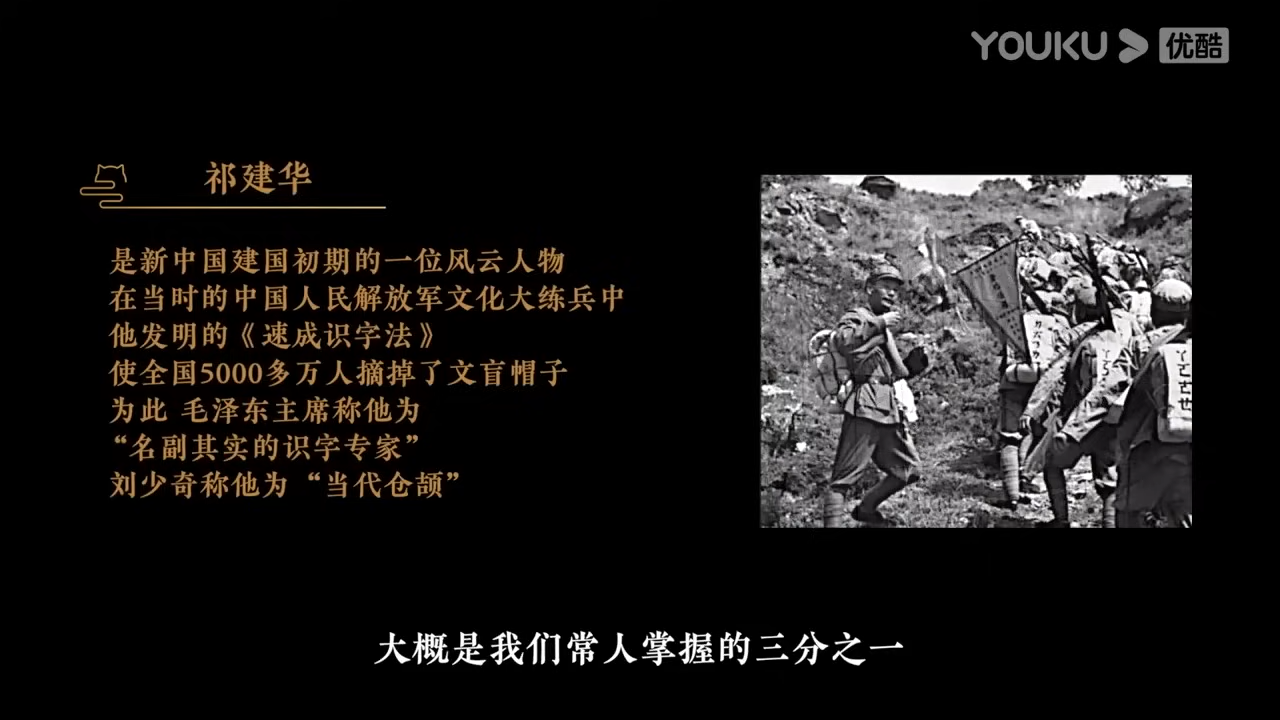 YOUKU 优酷
祁建华
是新中国建国初期的一位风云人物
在当时的中国人民解放军文化大练兵中
他发明的《速成识字法》
使全国5000多万人摘掉了文盲帽子
为此 毛泽东主席称他为
“名副其实的识字专家”
刘少奇称他为“当代仓颉”
大概是我们常人掌握的三分之一